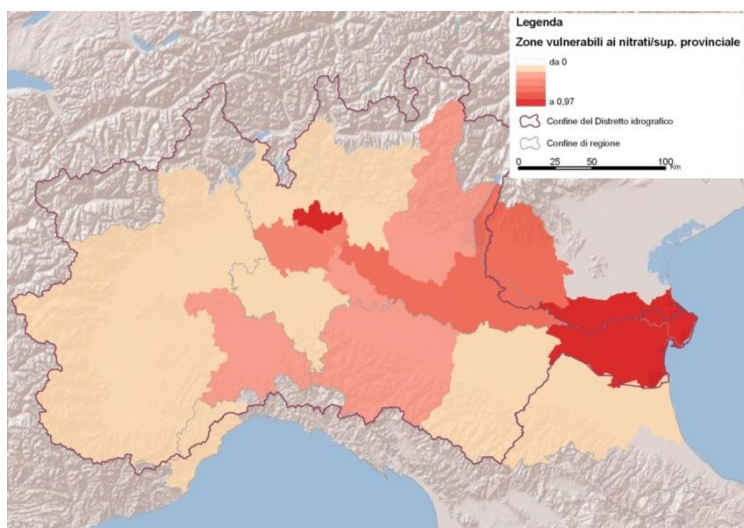 Legenda
Zone vulnerabili ai nitrati/sup. provinciale
da 0
a 0.97
Confine del Distretto idrografico
Confine di regione
0 25 50 100
Km